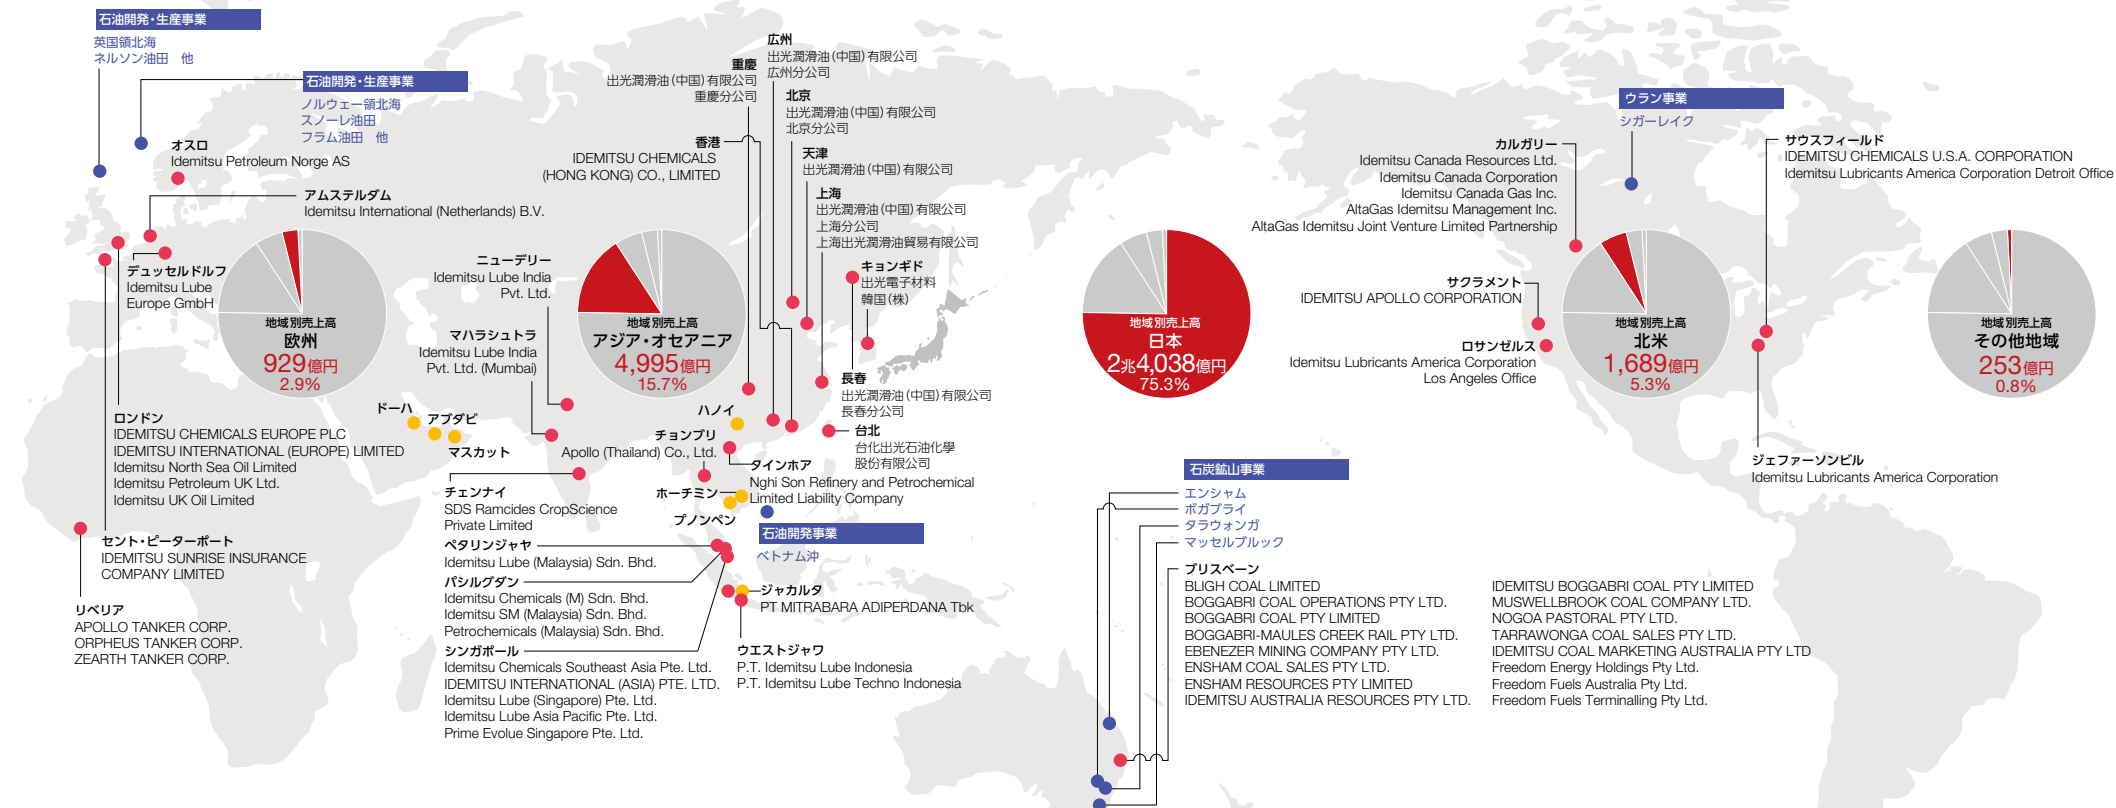 石油開発・生産事業
英国領北海
ネルソン油田　他
石油開発・生産事業
ノルウェー領北海
スノーレ油田
フラム油田　他
オスロ
Idemitsu Petroleum Norge AS
アムステルダム
Idemitsu International (Netherlands) B.V.
デュッセルドルフ
Idemitsu Lube
Europe GmbH
地域別売上高
欧州
929億円
2.9%
ロンドン
IDEMITSU CHEMICALS EUROPE PLC
IDEMITSU INTERNATIONAL (EUROPE) LIMITED
Idemitsu North Sea Oil Limited
Idemitsu Petroleum UK Ltd.
Idemitsu UK Oil Limited
セント・ピーターポート
IDEMITSU SUNRISE INSURANCE
COMPANY LIMITED
リベリア
APOLLO TANKER CORP.
ORPHEUS TANKER CORP.
ZEARTH TANKER CORP.
広州
出光潤滑油（中国）有限公司
広州分公司
重慶
出光潤滑油（中国）有限公司
重慶分公司
北京
出光潤滑油（中国）有限公司
北京分公司
香港
IDEMITSU CHEMICALS
(HONG KONG) CO., LIMITED
天津
出光潤滑油（中国）有限公司
上海
出光潤滑油（中国）有限公司
上海分公司
上海出光潤滑油貿易有限公司
キョンギド
出光電子材料
韓国（株）
ニューデリー
Idemitsu Lube India
Pvt. Ltd.
マハラシュトラ
Idemitsu Lube India
Pvt. Ltd. (Mumbai)
地域別売上高
アジア・オセアニア
4,995億円
15.7%
長春
出光潤滑油（中国）有限公司
長春分公司
台北
台化出光石油化學
股份有限公司
ドーハ
アブダビ
マスカット
ハノイ
チョンブリ
Apollo (Thailand) Co., Ltd.
タインホア
Nghi Son Refinery and Petrochemical
Limited Liability Company
ホーチミン
プノンペン
石油開発事業
ベトナム沖
チェンナイ
SDS Ramcides CropScience
Private Limited
ペタリンジャヤ
Idemitsu Lube (Malaysia) Sdn. Bhd.
パシルグダン
Idemitsu Chemicals (M) Sdn. Bhd.
Idemitsu SM (Malaysia) Sdn. Bhd.
Petrochemicals (Malaysia) Sdn. Bhd.
シンガポール
Idemitsu Chemicals Southeast Asia Pte. Ltd.
IDEMITSU INTERNATIONAL (ASIA) PTE. LTD.
Idemitsu Lube (Singapore) Pte. Ltd.
Idemitsu Lube Asia Pacific Pte. Ltd.
Prime Evolue Singapore Pte. Ltd.
ジャカルタ
PT MITRABARA ADIPERDANA Tbk
ウエストジャワ
P.T. Idemitsu Lube Indonesia
P.T. Idemitsu Lube Techno Indonesia
地域別売上高
日本
2兆4,038億円
75.3%
ウラン事業
シガーレイク
カルガリー
Idemitsu Canada Resources Ltd.
Idemitsu Canada Corporation
Idemitsu Canada Gas Inc.
AltaGas Idemitsu Management Inc.
AltaGas Idemitsu Joint Venture Limited Partnership
サウスフィールド
IDEMITSU CHEMICALS U.S.A. CORPORATION
Idemitsu Lubricants America Corporation Detroit Office
サクラメント
IDEMITSU APOLLO CORPORATION
ロサンゼルス
Idemitsu Lubricants America Corporation
Los Angeles Office
地域別売上高
北米
1,689億円
5.3%
地域別売上高
その他地域
253億円
0.8%
ジェファーソンビル
Idemitsu Lubricants America Corporation
石炭鉱山事業
エンシャム
ボガブライ
タラウォンガ
マッセルブルック
ブリスベーン
BLIGH COAL LIMITED
BOGGABRI COAL OPERATIONS PTY LTD.
BOGGABRI COAL PTY LIMITED
BOGGABRI-MAULES CREEK RAIL PTY LTD.
EBENEZER MINING COMPANY PTY LTD.
ENSHAM COAL SALES PTY LTD.
ENSHAM RESOURCES PTY LIMITED
IDEMITSU AUSTRALIA RESOURCES PTY LTD.
IDEMITSU BOGGABRI COAL PTY LIMITED
MUSWELLBROOK COAL COMPANY LTD.
NOGOA PASTORAL PTY LTD.
TARRAWONGA COAL SALES PTY LTD.
IDEMITSU COAL MARKETING AUSTRALIA PTY LTD
Freedom Energy Holdings Pty Ltd.
Freedom Fuels Australia Pty Ltd.
Freedom Fuels Terminalling Pty Ltd.